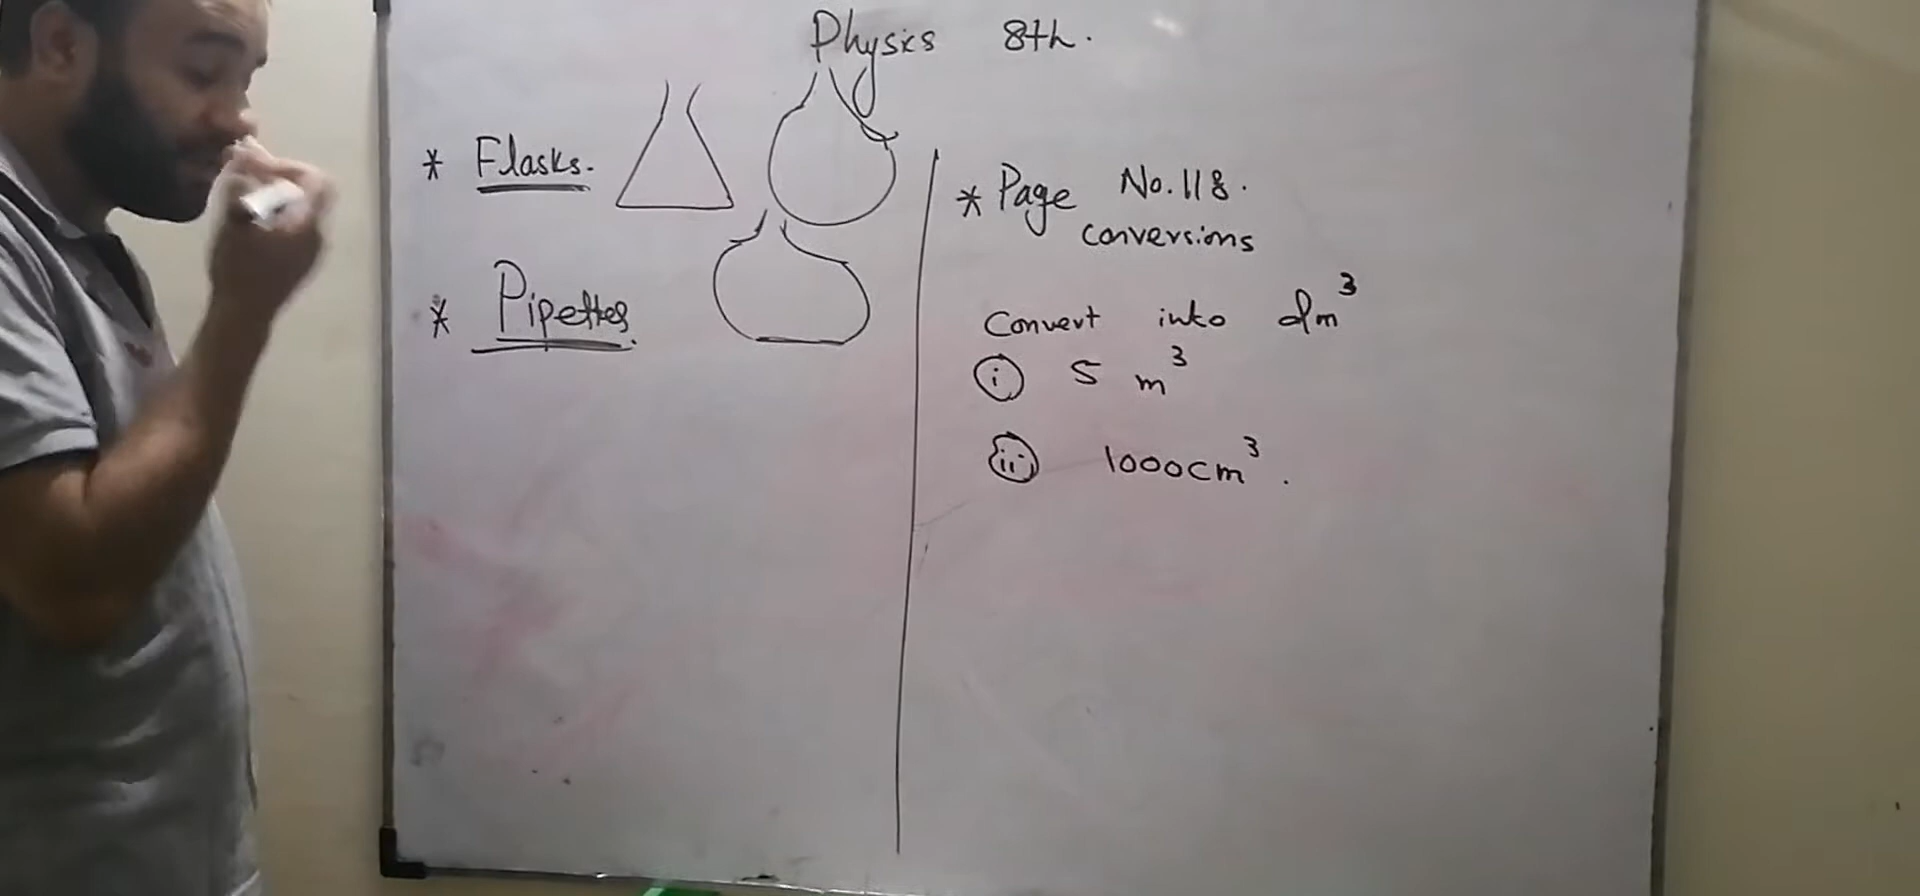 Physics 8th.
* Flasks.
* Pipettes.
* Page No. 118.
conversions
Convert into dm³
(i) 5 m³
(ii) 1000cm³.